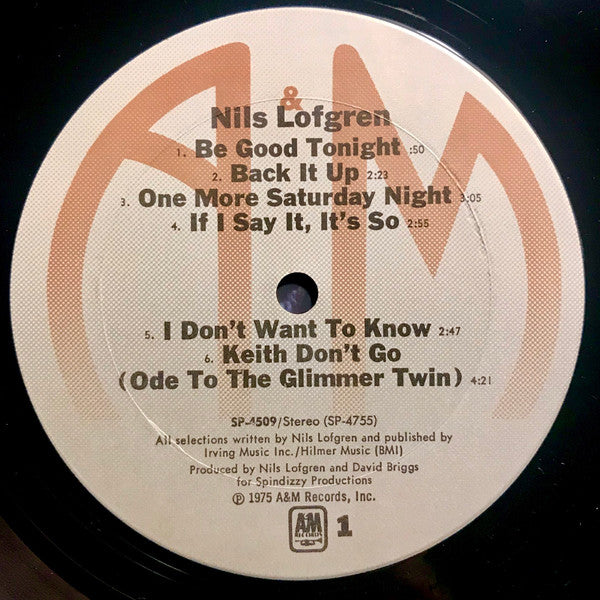 A&M
Nils Lofgren
1. Be Good Tonight :50
2. Back It Up 2:23
3. One More Saturday Night 3:05
4. If I Say It, It's So 2:55
5. I Don't Want To Know 2:47
6. Keith Don't Go
(Ode To The Glimmer Twin) 4:21
SP-4509/Stereo (SP-4755)
All selections written by Nils Lofgren and published by
Irving Music Inc./Hilmer Music (BMI)
Produced by Nils Lofgren and David Briggs
for Spindizzy Productions
℗ 1975 A&M Records, Inc.
AM
RECORDS
1